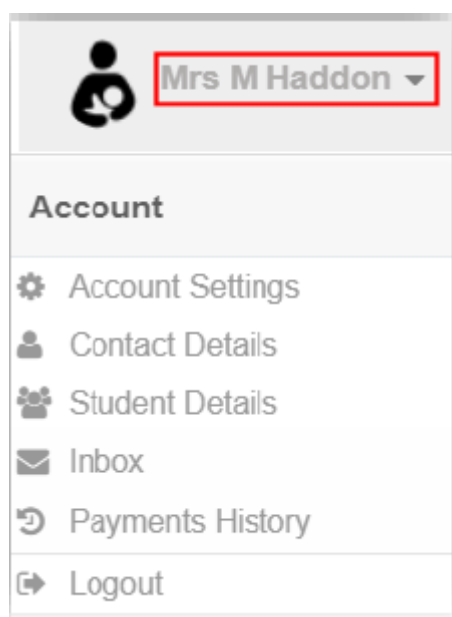 Mrs M Haddon
Account
Account Settings
Contact Details
Student Details
Inbox
Payments History
Logout